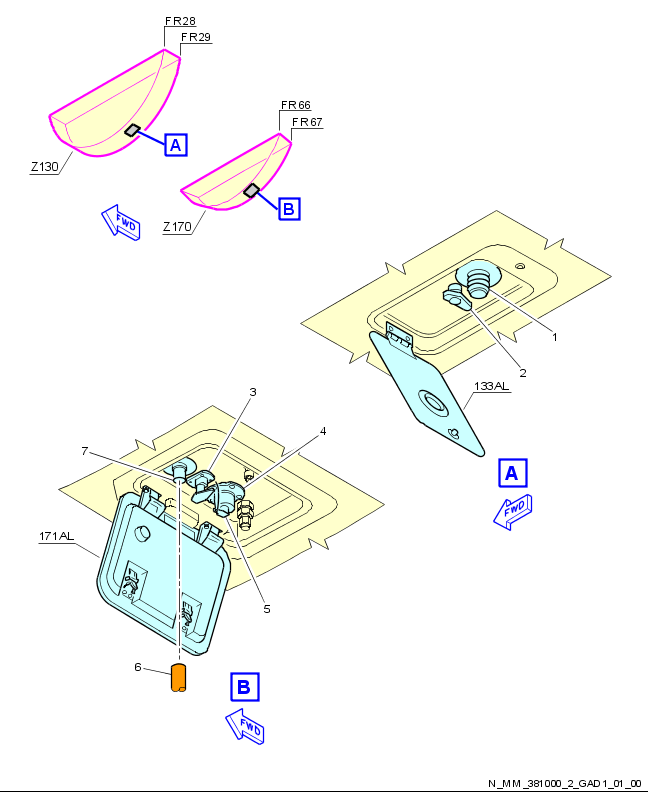 FR28
FR29
FR66
FR67
A
Z130
B
FWD
Z170
1
2
133AL
3
4
7
A
FWD
171AL
5
6
B
FWD
N_MM_381000_2_GAD1_01_00